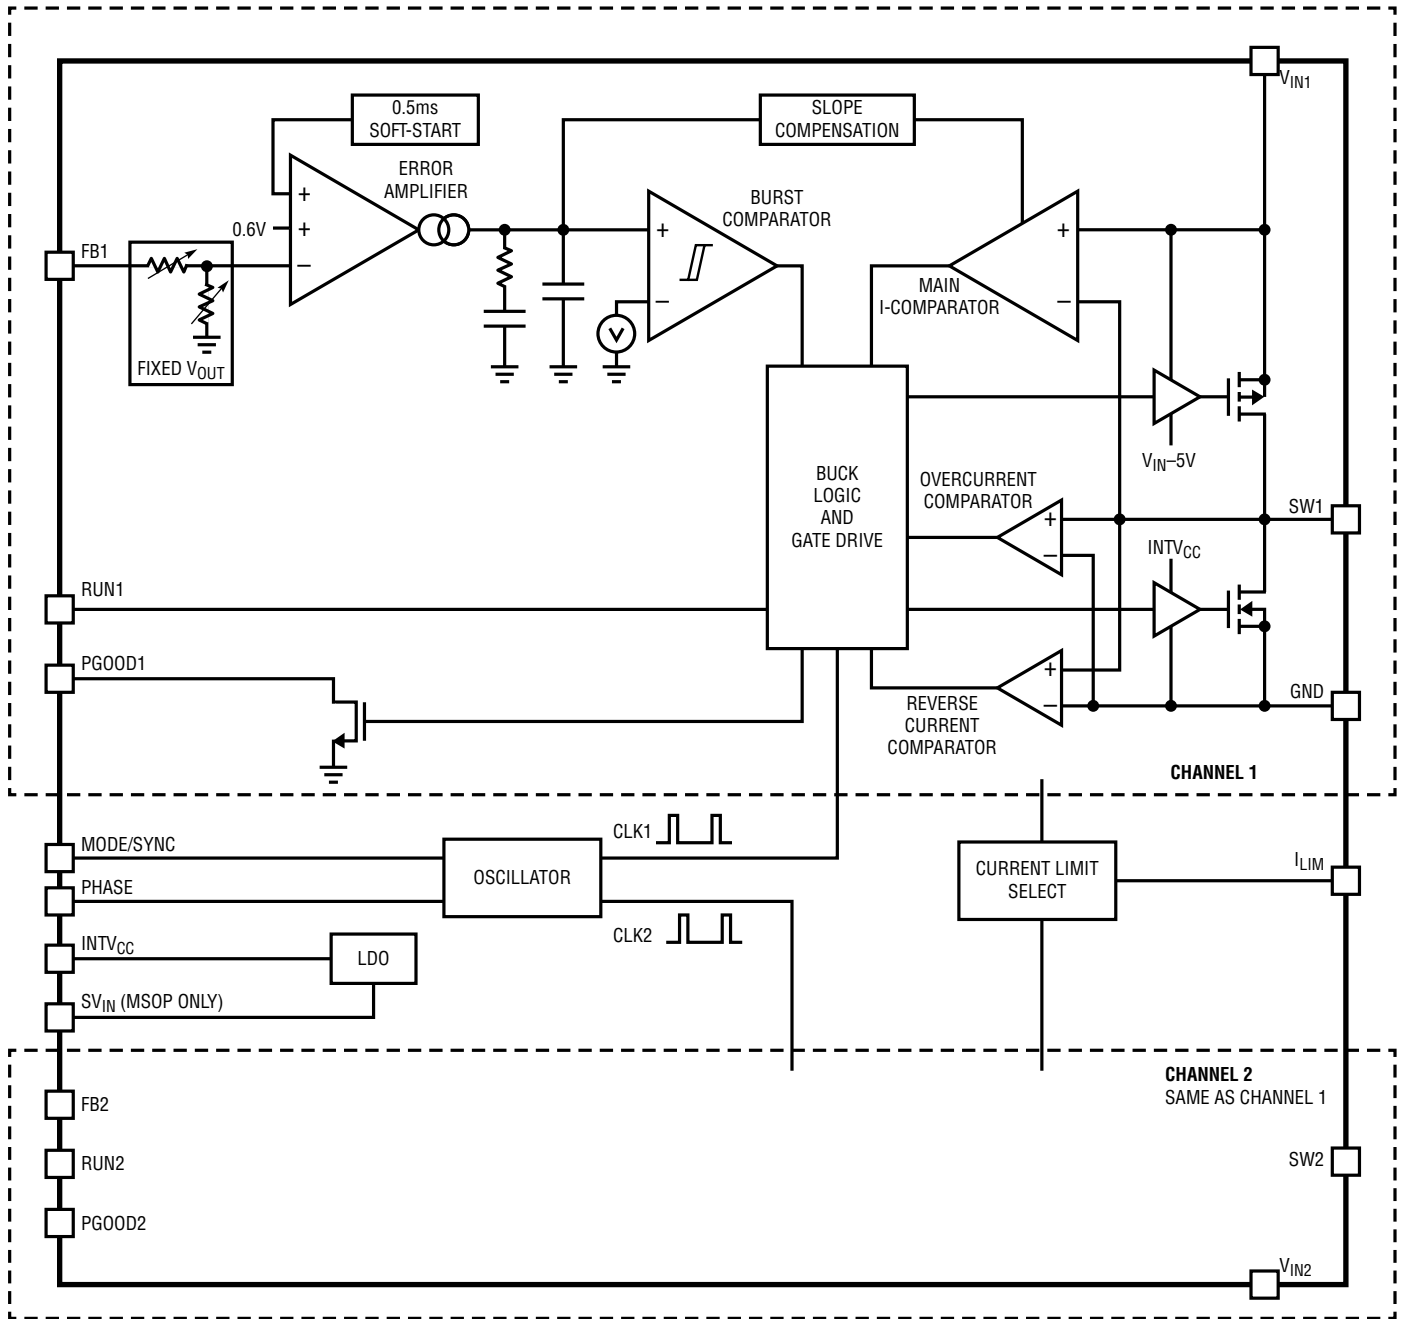 V_IN1
0.5ms
SOFT-START
SLOPE
COMPENSATION
ERROR
AMPLIFIER
BURST
COMPARATOR
+
0.6V
+
+
+
FB1
–
MAIN
I-COMPARATOR
–
–
V
FIXED V_OUT
V_IN–5V
BUCK
LOGIC
AND
GATE DRIVE
OVERCURRENT
COMPARATOR
+
–
SW1
INTV_CC
RUN1
PGOOD1
+
–
GND
REVERSE
CURRENT
COMPARATOR
CHANNEL 1
MODE/SYNC
CLK1
OSCILLATOR
CURRENT LIMIT
SELECT
I_LIM
PHASE
CLK2
INTV_CC
LDO
SV_IN (MSOP ONLY)
CHANNEL 2
SAME AS CHANNEL 1
FB2
RUN2
SW2
PGOOD2
V_IN2